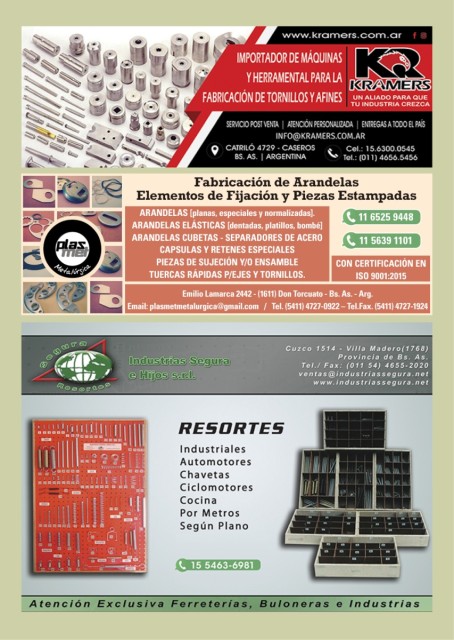 www.kramers.com.ar
IMPORTADOR DE MÁQUINAS
Y HERRAMENTAL PARA LA
FABRICACIÓN DE TORNILLOS Y AFINES
KR
KRAMERS
UN ALIADO PARA QUE
TU INDUSTRIA CREZCA
SERVICIO POST VENTA | ATENCIÓN PERSONALIZADA | ENTREGAS A TODO EL PAÍS
INFO@KRAMERS.COM.AR
CATRILÓ 4729 - CASEROS
BS. AS. | ARGENTINA
Cel.: 15.6300.0545
Tel.: (011) 4656.5456
Fabricación de Arandelas
Elementos de Fijación y Piezas Estampadas
plas
met
Metalúrgica
ARANDELAS [planas, especiales y normalizadas].
ARANDELAS ELÁSTICAS [dentadas, platillos, bombé]
ARANDELAS CUBETAS - SEPARADORES DE ACERO
CAPSULAS Y RETENES ESPECIALES
PIEZAS DE SUJECIÓN Y/O ENSAMBLE
TUERCAS RÁPIDAS P/EJES Y TORNILLOS.
11 6525 9448
11 5639 1101
CON CERTIFICACIÓN EN
ISO 9001:2015
Emilio Lamarca 2442 - (1611) Don Torcuato - Bs. As. - Arg.
Email: plasmetmetalurgica@gmail.com / Tel. (5411) 4727-0922 – Tel.Fax. (5411) 4727-1924
Segura
Resortes
Industrias Segura
e Hijos s.r.l.
Cuzco 1514 - Villa Madero(1768)
Provincia de Bs. As.
Tel./ Fax: (011 54) 4655-2020
ventas@industriassegura.net
www.industriassegura.net
RESORTES
Industriales
Automotores
Chavetas
Ciclomotores
Cocina
Por Metros
Según Plano
15 5463-6981
Atención Exclusiva Ferreterías, Buloneras e Industrias